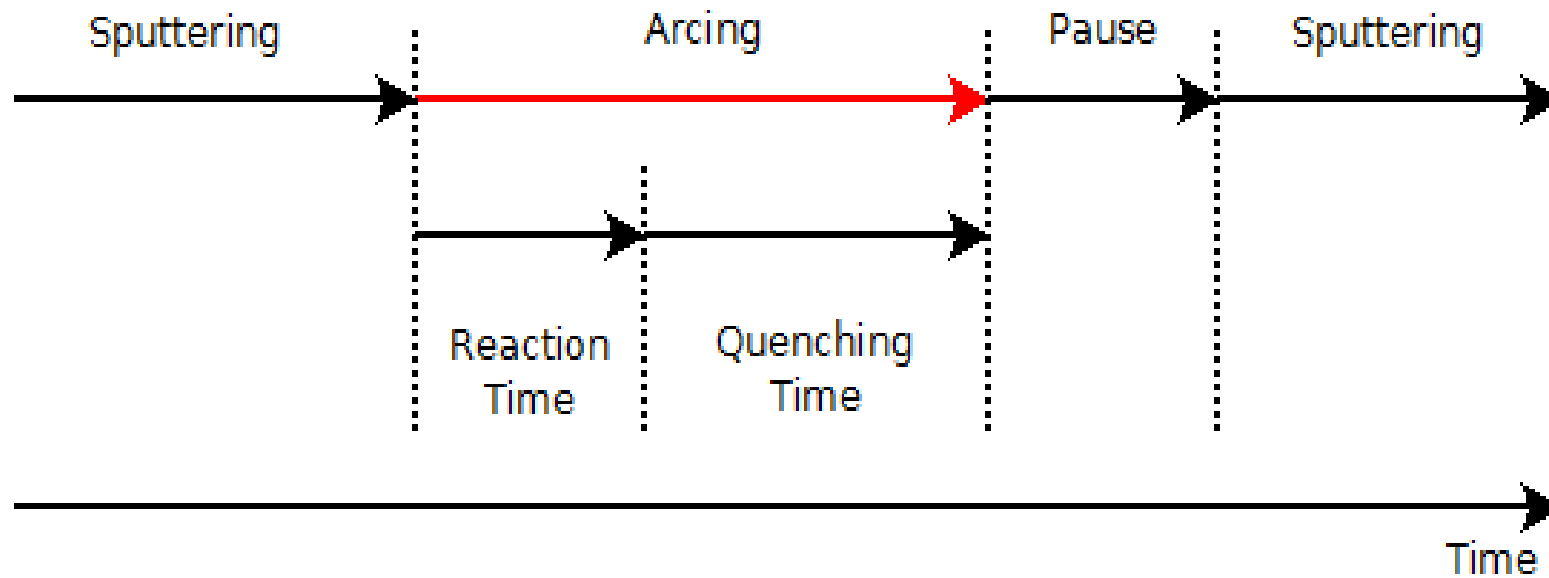 Sputtering
Arcing
Pause
Sputtering
Reaction
Time
Quenching
Time
Time